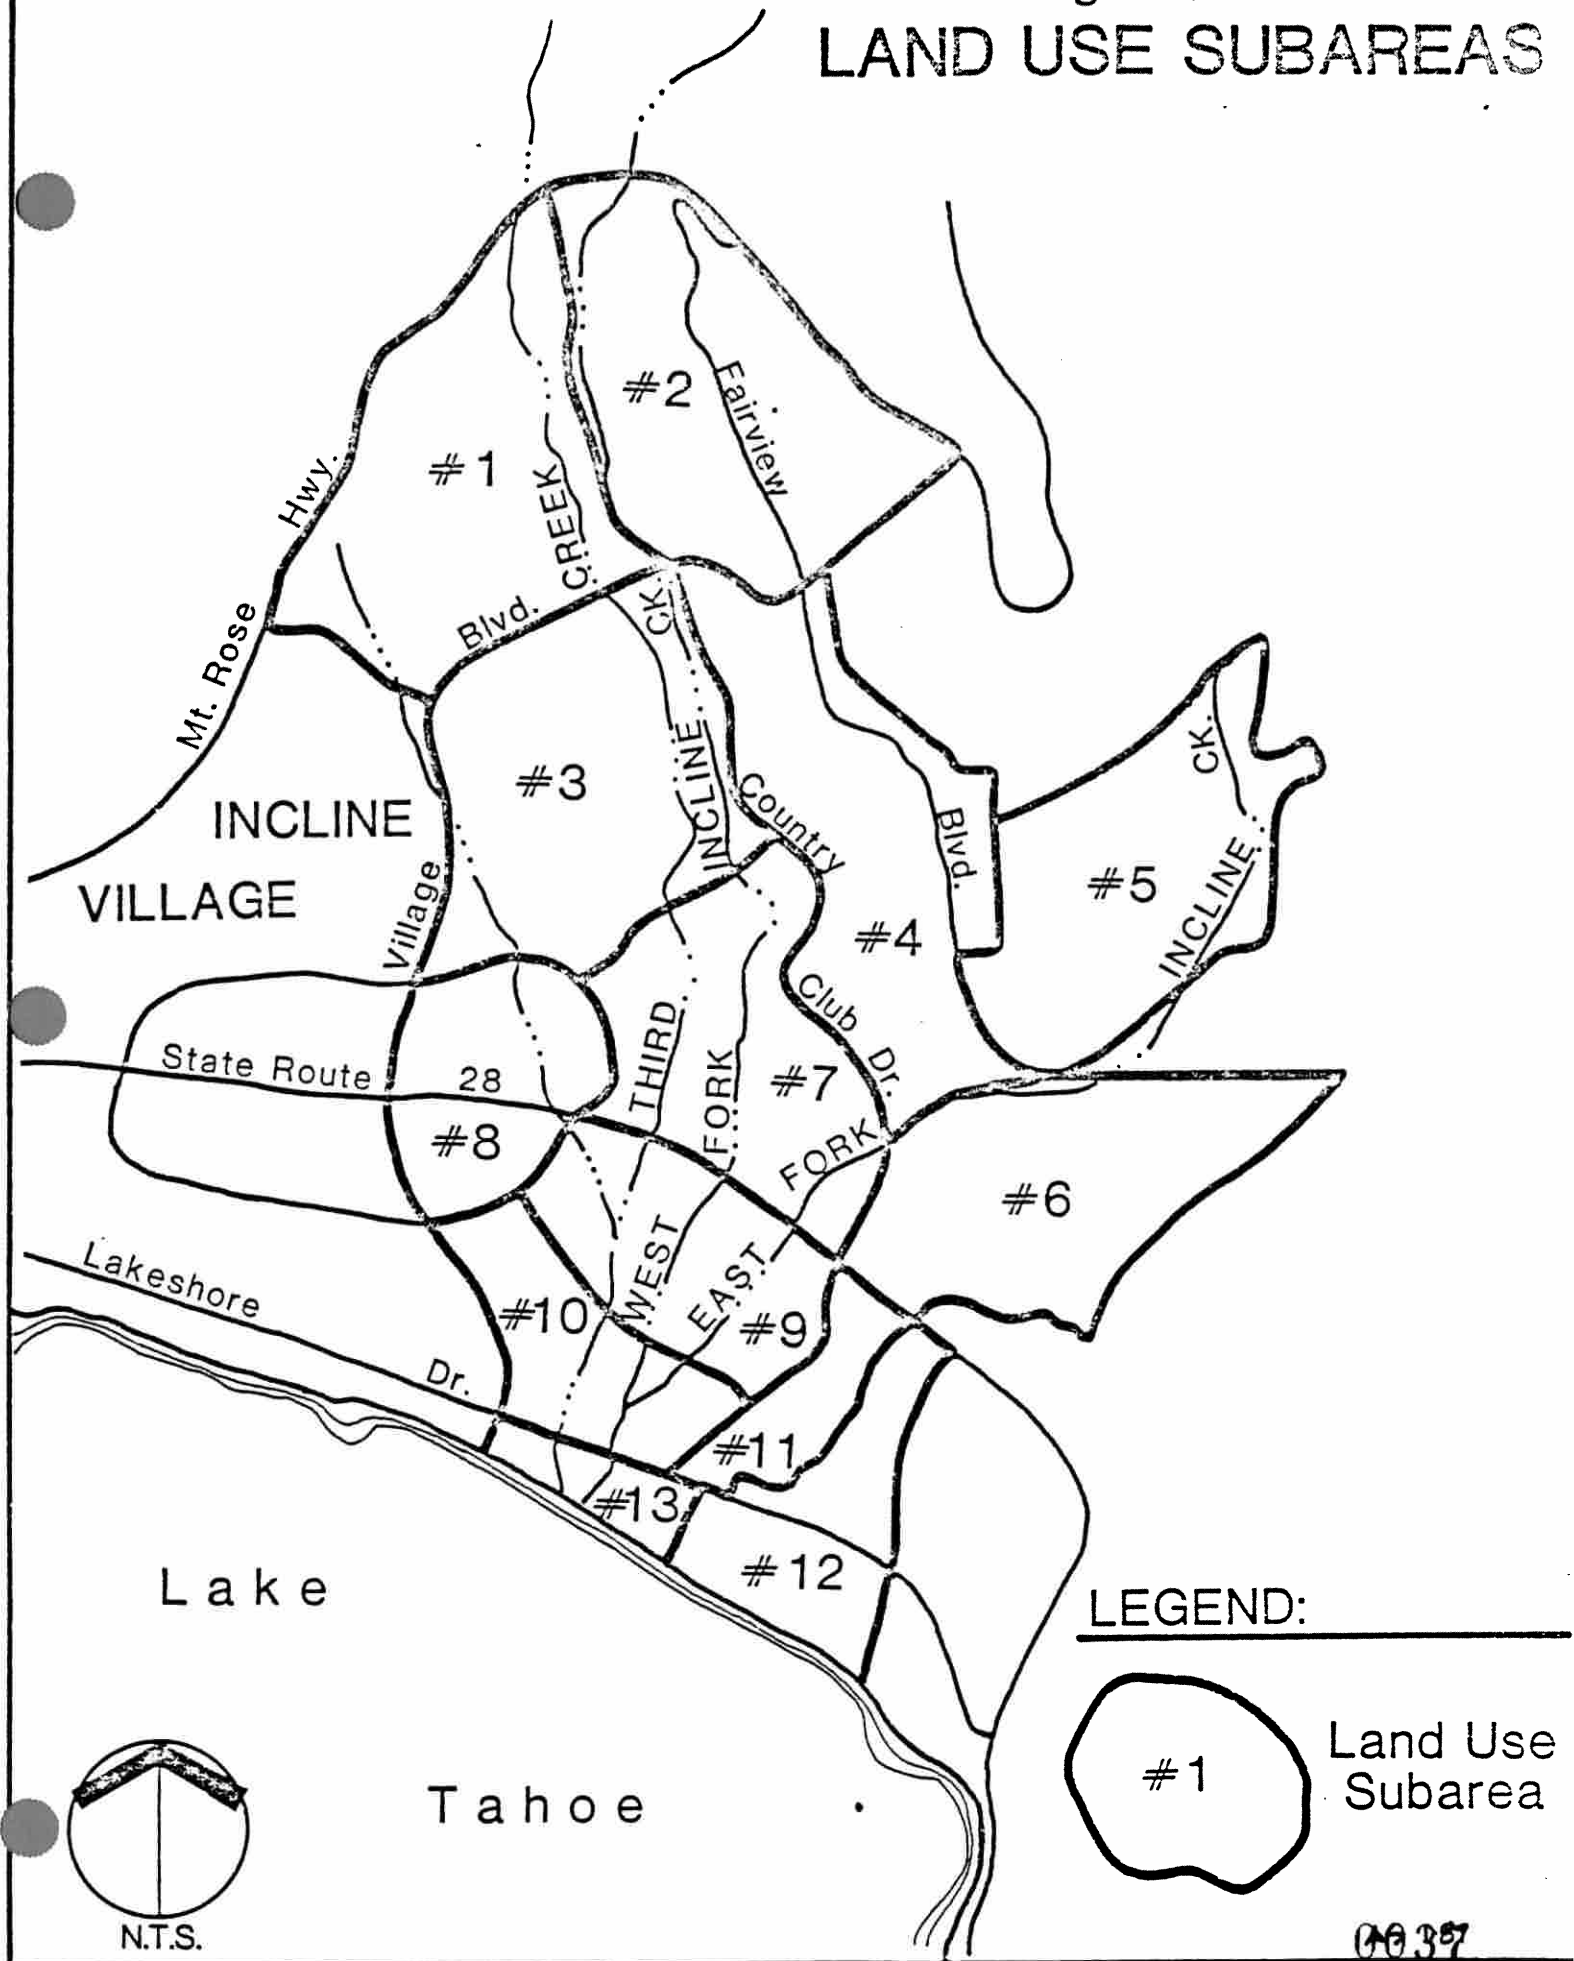 LAND USE SUBAREAS
#2
Fairview
#1
CREEK
Hwy.
CK.
Blvd.
Mt. Rose
CK.
#3
INCLINE
Country
INCLINE
VILLAGE
Blvd.
#5
INCLINE
Village
#4
Club
Dr.
State Route 28
THIRD
FORK
#7
#8
FORK
#6
Lakeshore
WEST
EAST
#10
#9
Dr.
#11
#13
#12
Lake
LEGEND:
Land Use
Subarea
#1
Tahoe
N.T.S.